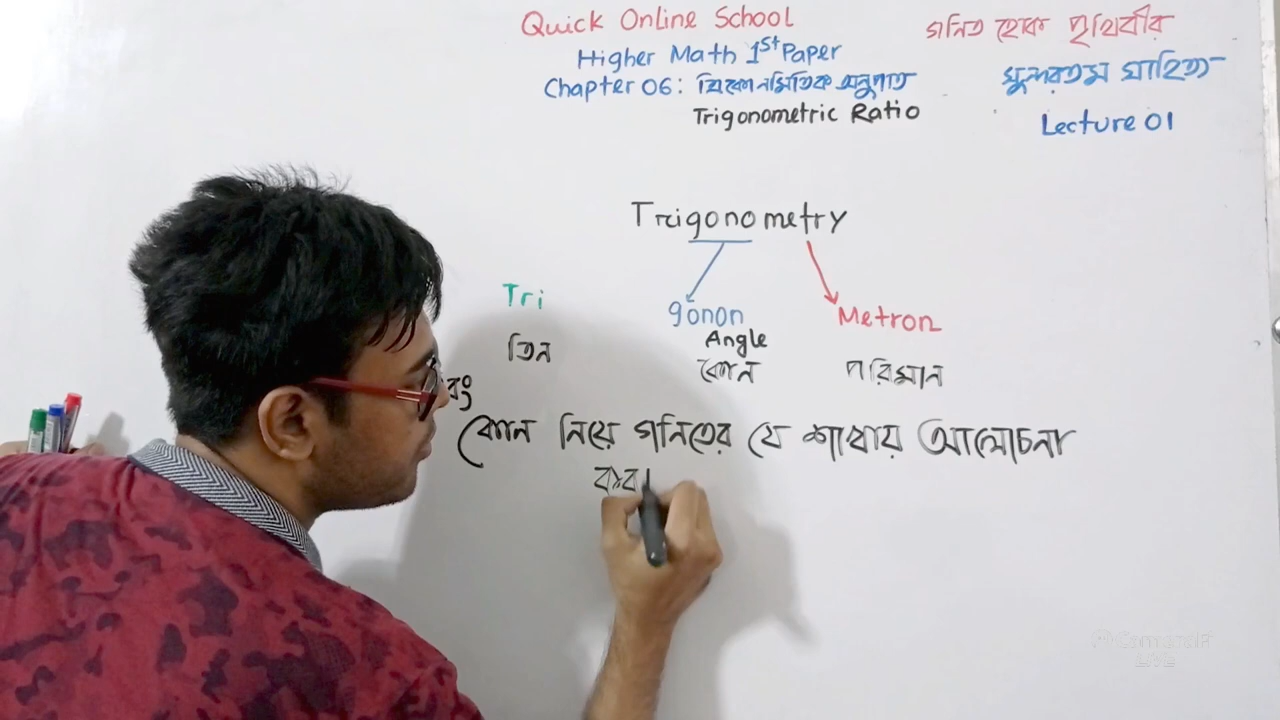 Quick Online School
গনিত হোক পৃথিবীর
Higher Math 1st Paper
সুন্দরতম সাহিত্য
Chapter 06: ত্রিকোনমিতিক অনুপাত
Trigonometric Ratio
Lecture 01
Trigonometry
Tri
gonon
Metron
Angle
তিন
কোন
পরিমান
বং
কোন নিয়ে গনিতের যে শাখায় আলোচনা
করা